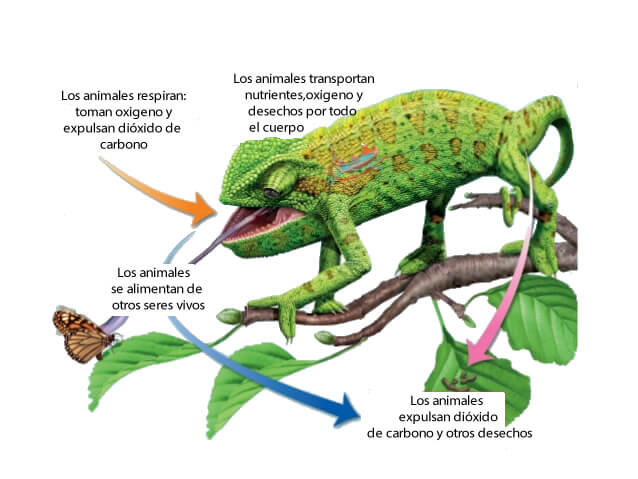 Los animales respiran:
toman oxigeno y
expulsan dióxido de
carbono
Los animales transportan
nutrientes,oxígeno y
desechos por todo
el cuerpo
Los animales
se alimentan de
otros seres vivos
Los animales
expulsan dióxido
de carbono y otros desechos